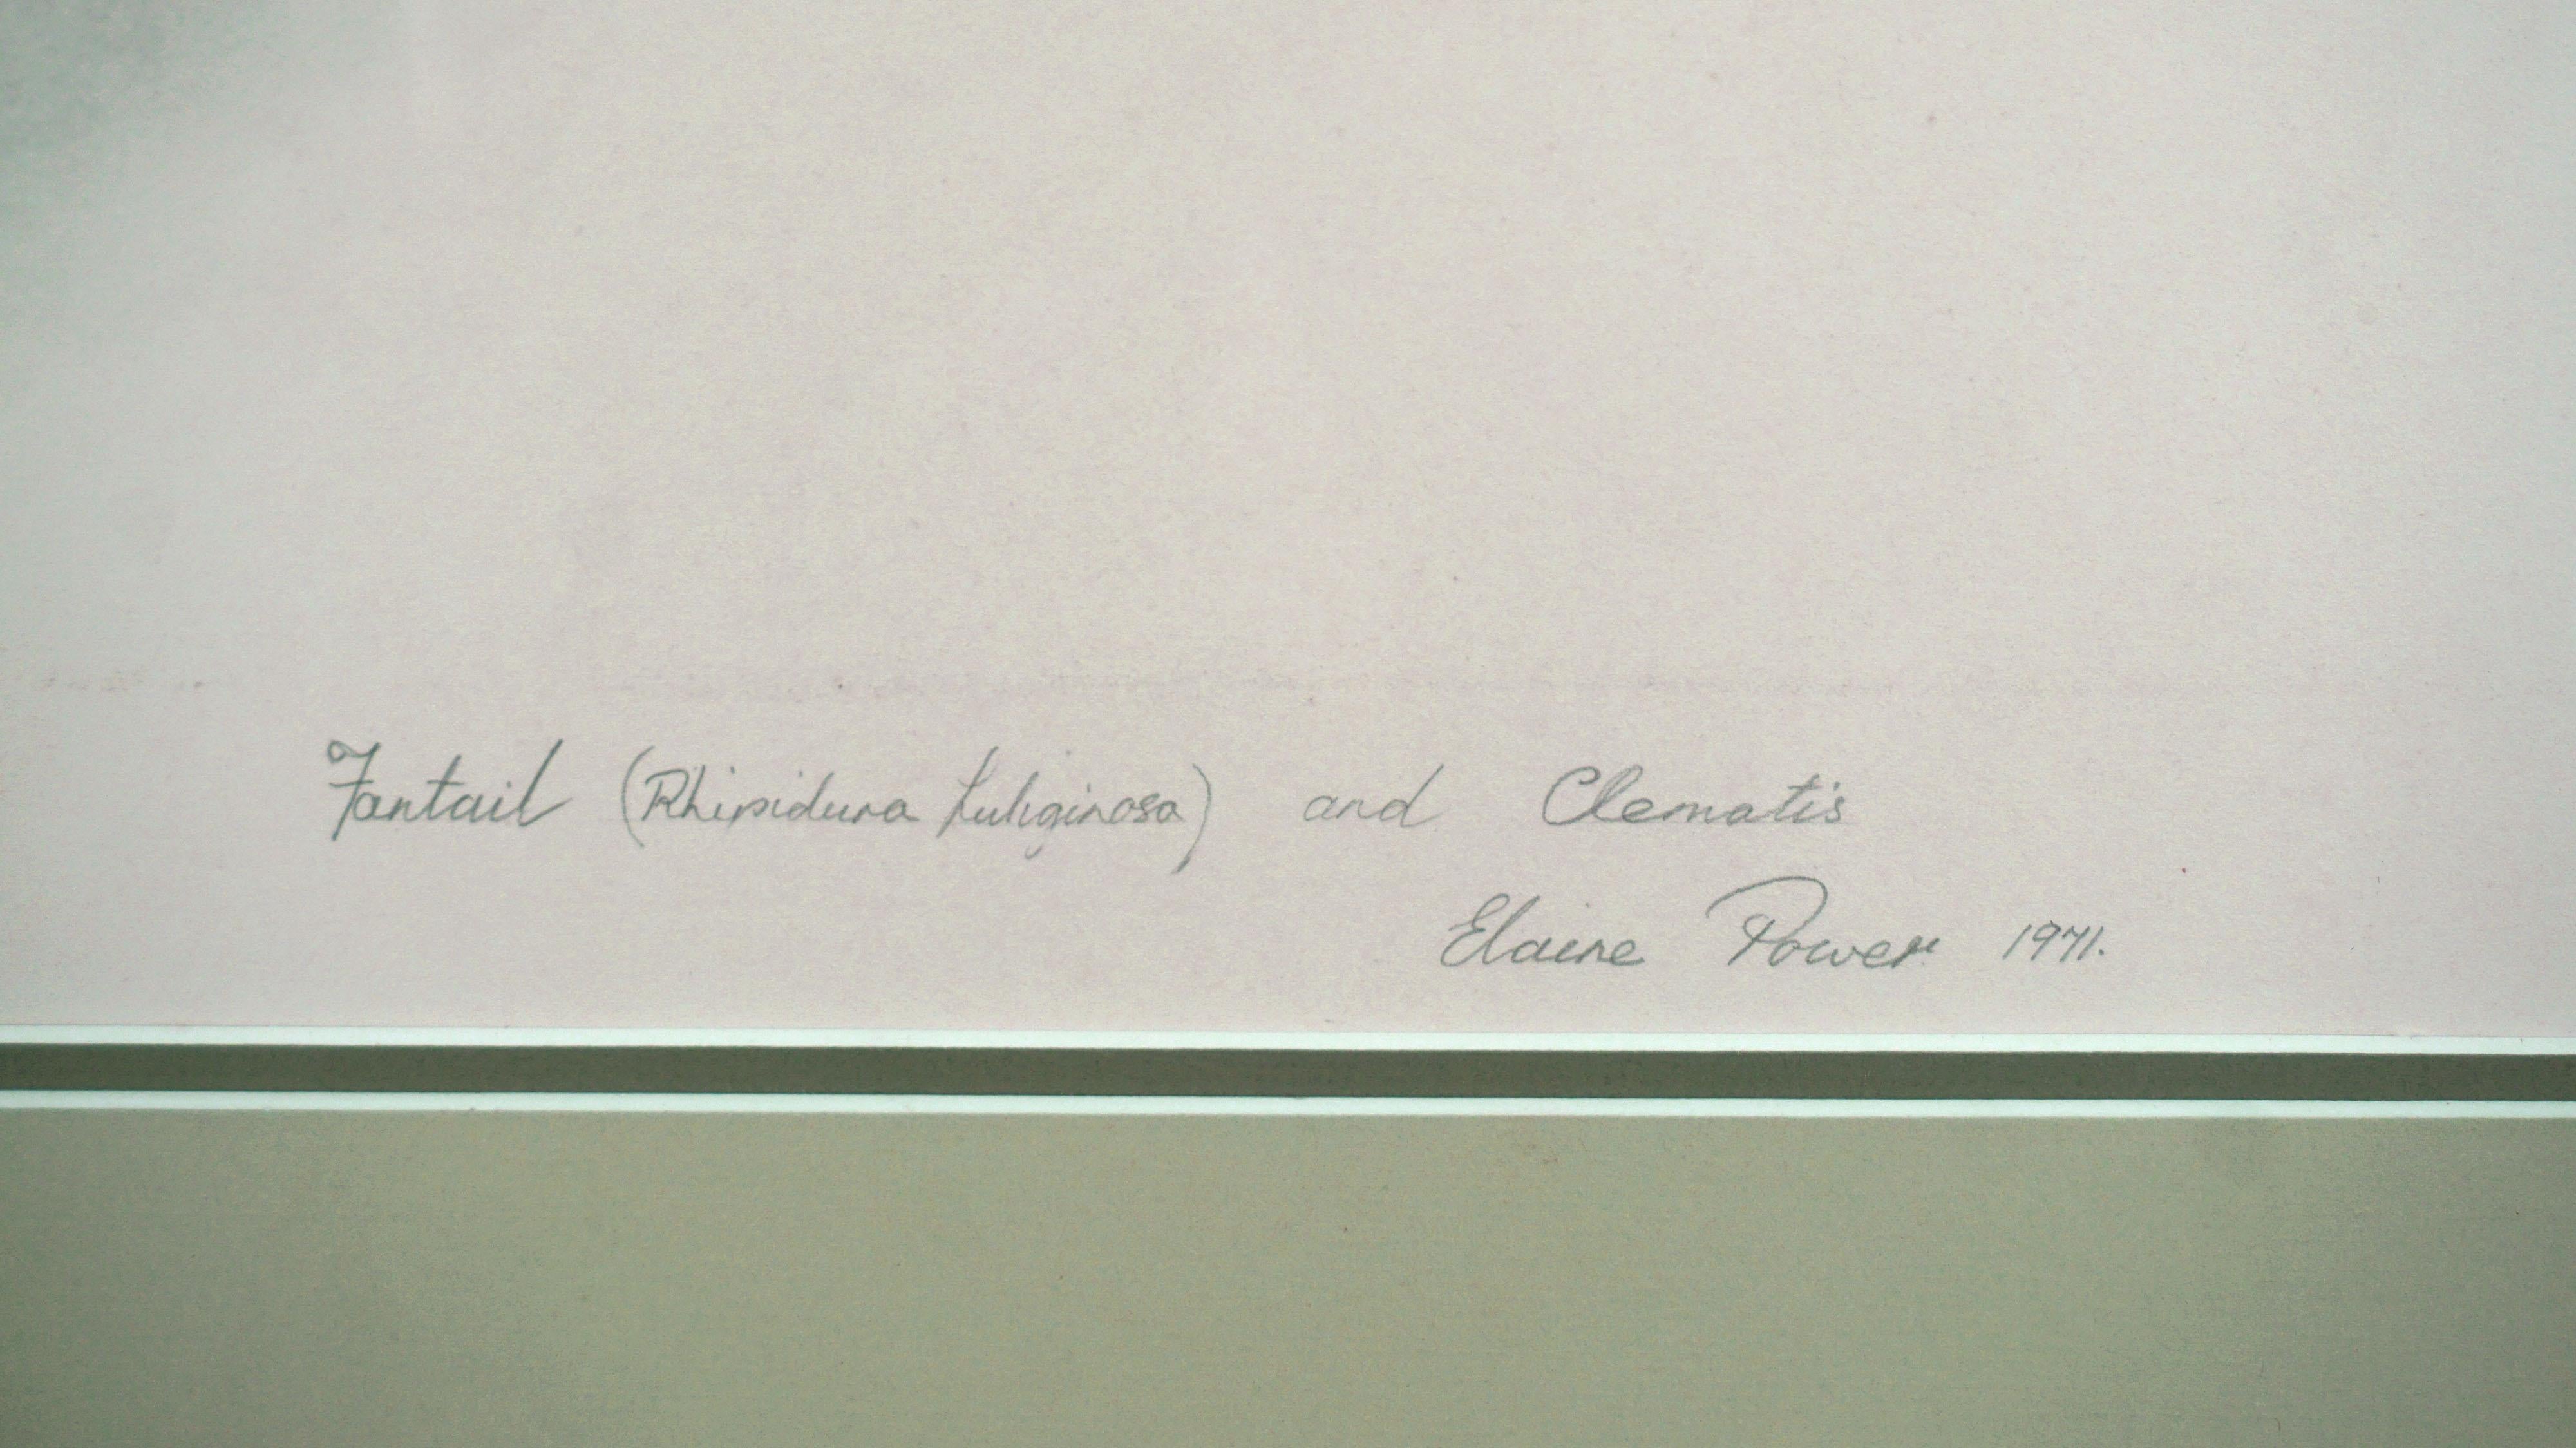 Fantail (Rhipidura fuliginosa) and Clematis
Elaine Power 1971.